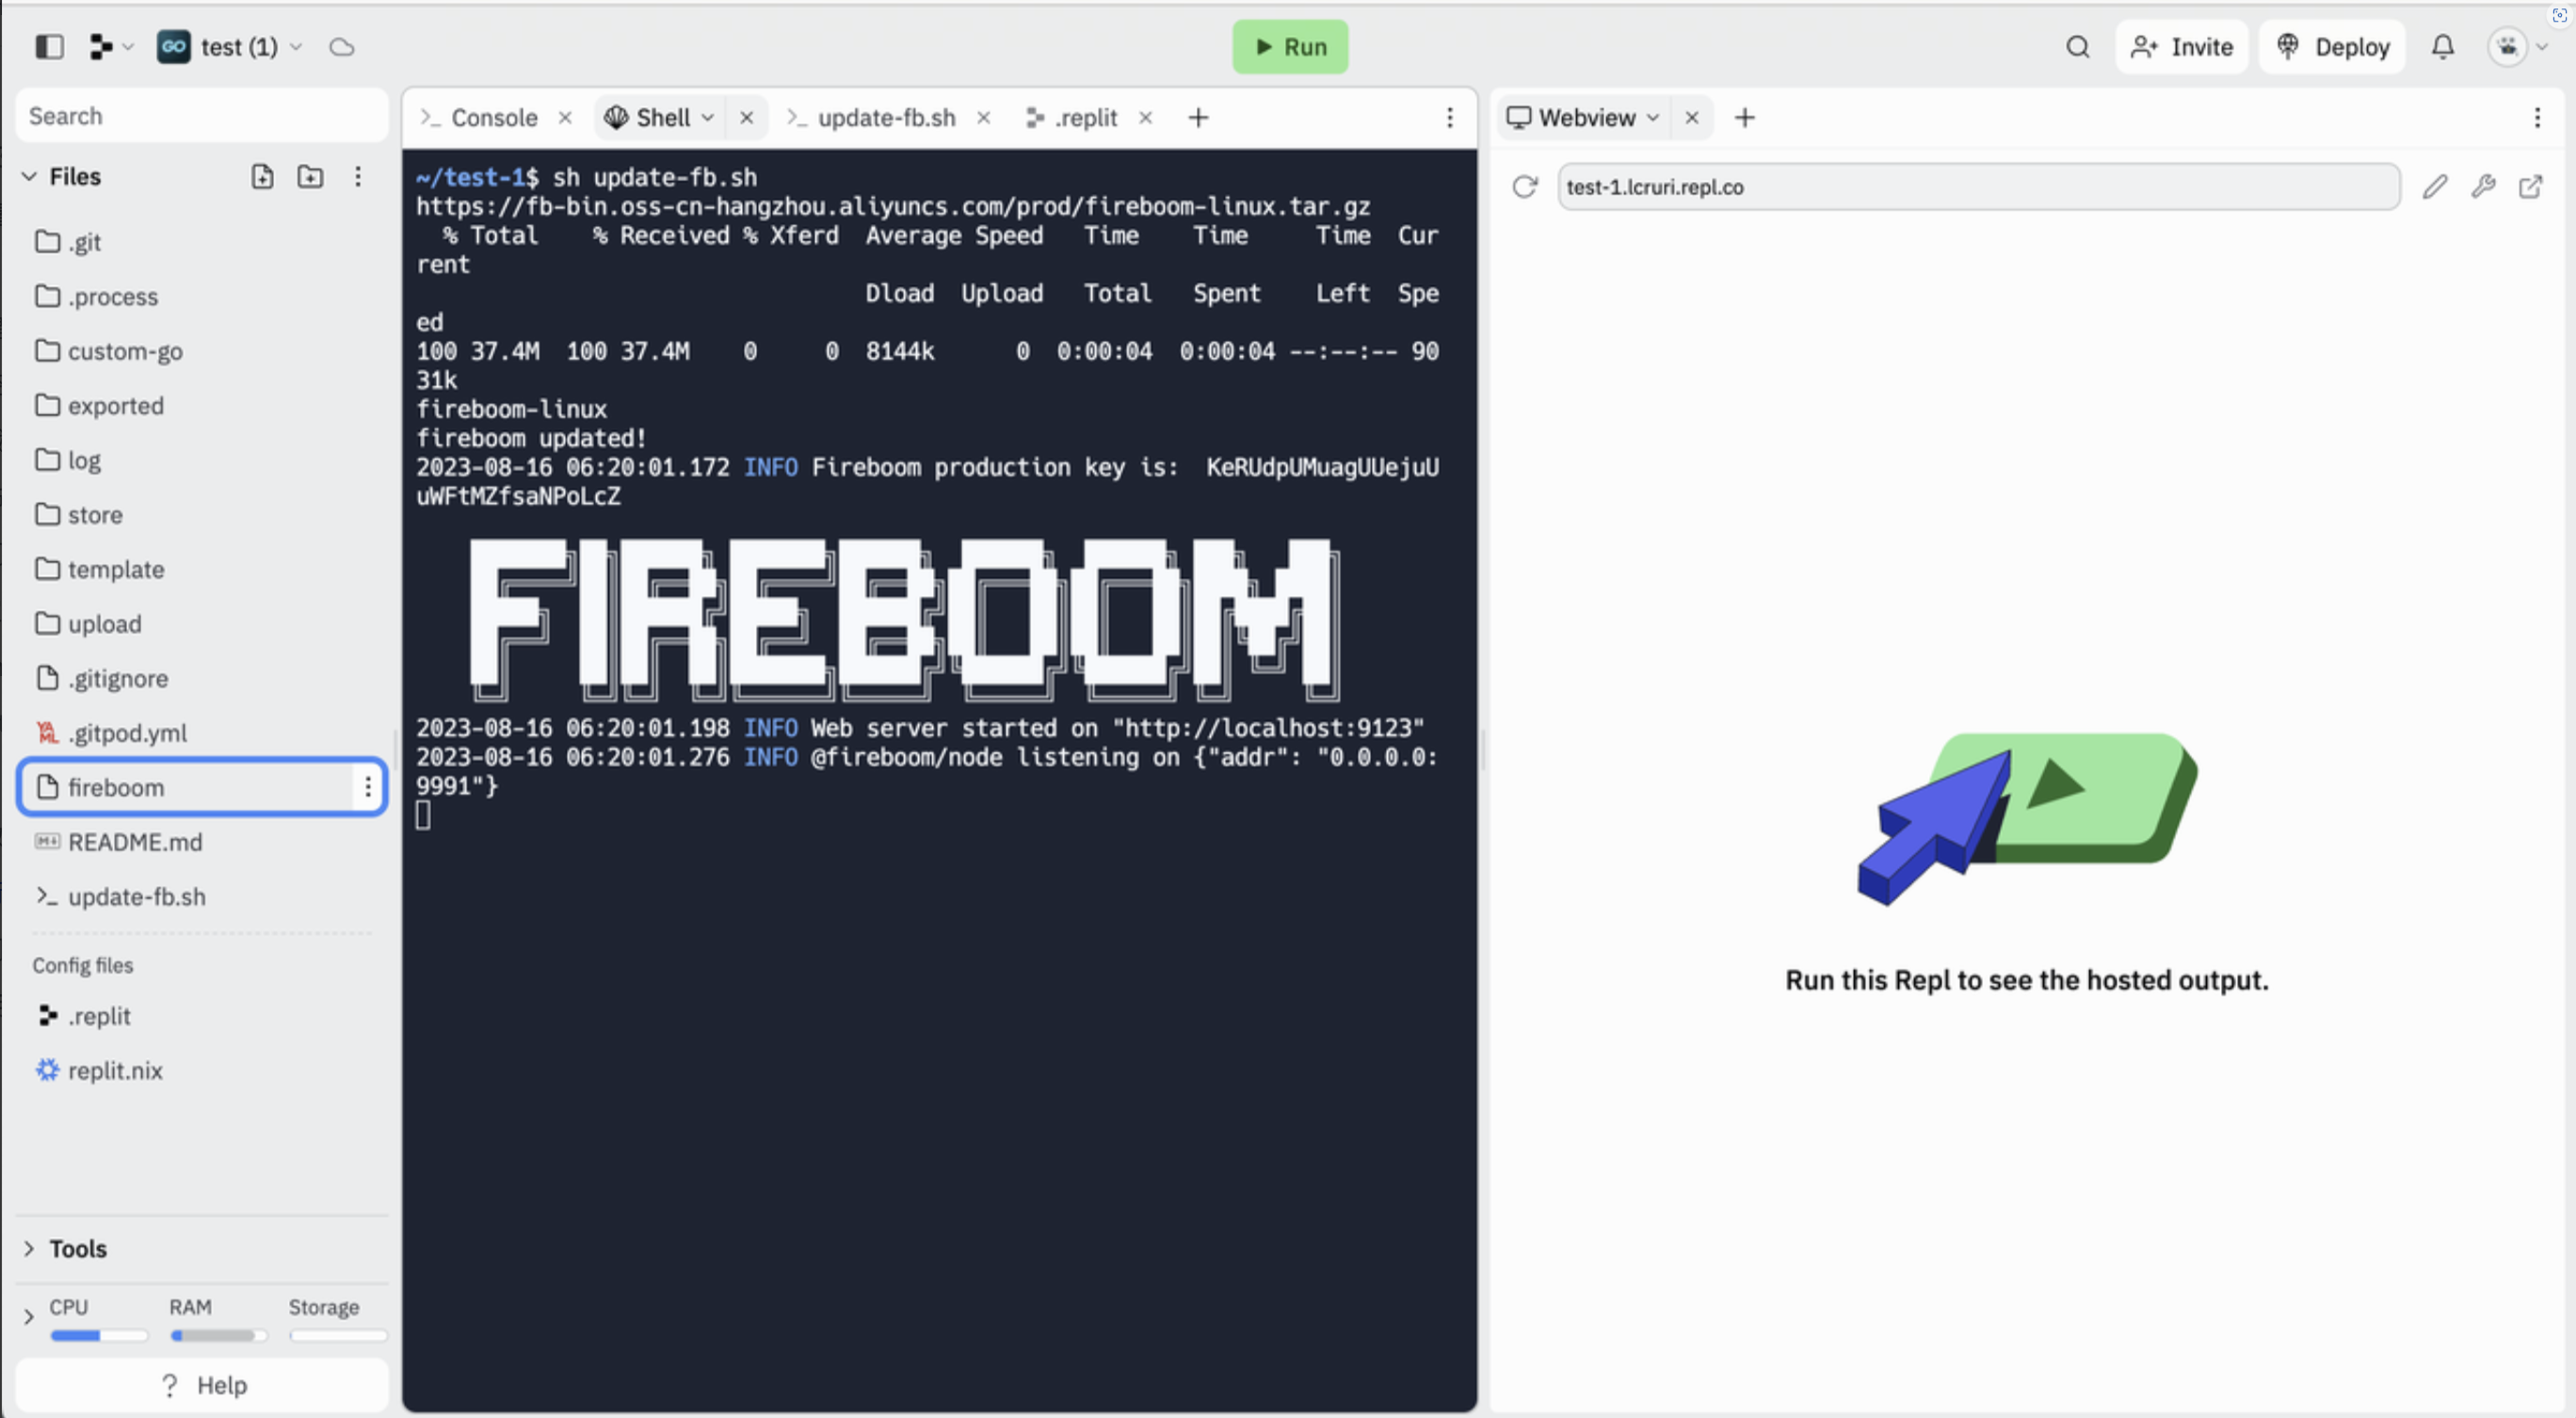 test (1)
Run
Invite
Deploy
Search
Files
.git
.process
custom-go
exported
log
store
template
upload
.gitignore
.gitpod.yml
fireboom
README.md
update-fb.sh
Config files
.replit
replit.nix
Tools
CPU RAM Storage
? Help
>_ Console Shell >_ update-fb.sh .replit
~/test-1$ sh update-fb.sh
https://fb-bin.oss-cn-hangzhou.aliyuncs.com/prod/fireboom-linux.tar.gz
% Total % Received % Xferd Average Speed Time Time Time Cur
rent
Dload Upload Total Spent Left Spe
ed
100 37.4M 100 37.4M 0 0 8144k 0 0:00:04 0:00:04 --:--:-- 90
31k
fireboom-linux
fireboom updated!
2023-08-16 06:20:01.172 INFO Fireboom production key is: KeRUdpUMuagUUejuU
uWFtMZfsaNPoLcZ
FIREBOOM
2023-08-16 06:20:01.198 INFO Web server started on "http://localhost:9123"
2023-08-16 06:20:01.276 INFO @fireboom/node listening on {"addr": "0.0.0.0:
9991"}
Webview
test-1.lcruri.repl.co
Run this Repl to see the hosted output.